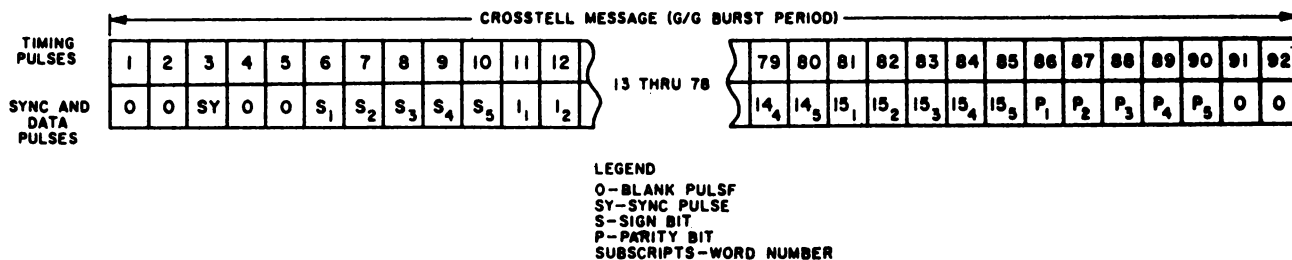 CROSSTELL MESSAGE (G/G BURST PERIOD)
TIMING PULSES
1 2 3 4 5 6 7 8 9 10 11 12 13 THRU 78 79 80 81 82 83 84 85 86 87 88 89 90 91 92
SYNC AND DATA PULSES
0 0 SY 0 0 S₁ S₂ S₃ S₄ S₅ 1₁ 1₂ 14₄ 14₅ 15₁ 15₂ 15₃ 15₄ 15₅ P₁ P₂ P₃ P₄ P₅ 0 0
LEGEND
0-BLANK PULSF
SY-SYNC PULSE
S-SIGN BIT
P-PARITY BIT
SUBSCRIPTS-WORD NUMBER